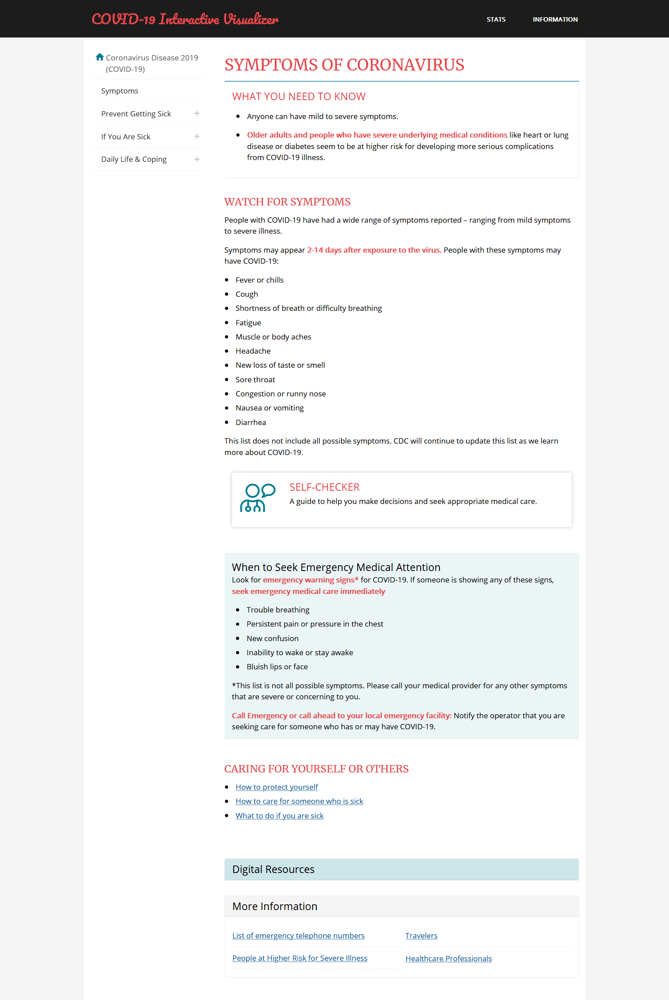 COVID-19 Interactive Visualizer
STATS
INFORMATION
Coronavirus Disease 2019
(COVID-19)
Symptoms
Prevent Getting Sick +
If You Are Sick +
Daily Life & Coping +
SYMPTOMS OF CORONAVIRUS
WHAT YOU NEED TO KNOW
• Anyone can have mild to severe symptoms.
• Older adults and people who have severe underlying medical conditions like heart or lung
disease or diabetes seem to be at higher risk for developing more serious complications
from COVID-19 illness.
WATCH FOR SYMPTOMS
People with COVID-19 have had a wide range of symptoms reported – ranging from mild symptoms
to severe illness.
Symptoms may appear 2-14 days after exposure to the virus. People with these symptoms may
have COVID-19:
• Fever or chills
• Cough
• Shortness of breath or difficulty breathing
• Fatigue
• Muscle or body aches
• Headache
• New loss of taste or smell
• Sore throat
• Congestion or runny nose
• Nausea or vomiting
• Diarrhea
This list does not include all possible symptoms. CDC will continue to update this list as we learn
more about COVID-19.
SELF-CHECKER
A guide to help you make decisions and seek appropriate medical care.
When to Seek Emergency Medical Attention
Look for emergency warning signs* for COVID-19. If someone is showing any of these signs,
seek emergency medical care immediately
• Trouble breathing
• Persistent pain or pressure in the chest
• New confusion
• Inability to wake or stay awake
• Bluish lips or face
*This list is not all possible symptoms. Please call your medical provider for any other symptoms
that are severe or concerning to you.
Call Emergency or call ahead to your local emergency facility: Notify the operator that you are
seeking care for someone who has or may have COVID-19.
CARING FOR YOURSELF OR OTHERS
• How to protect yourself
• How to care for someone who is sick
• What to do if you are sick
Digital Resources
More Information
List of emergency telephone numbers
Travelers
People at Higher Risk for Severe Illness
Healthcare Professionals